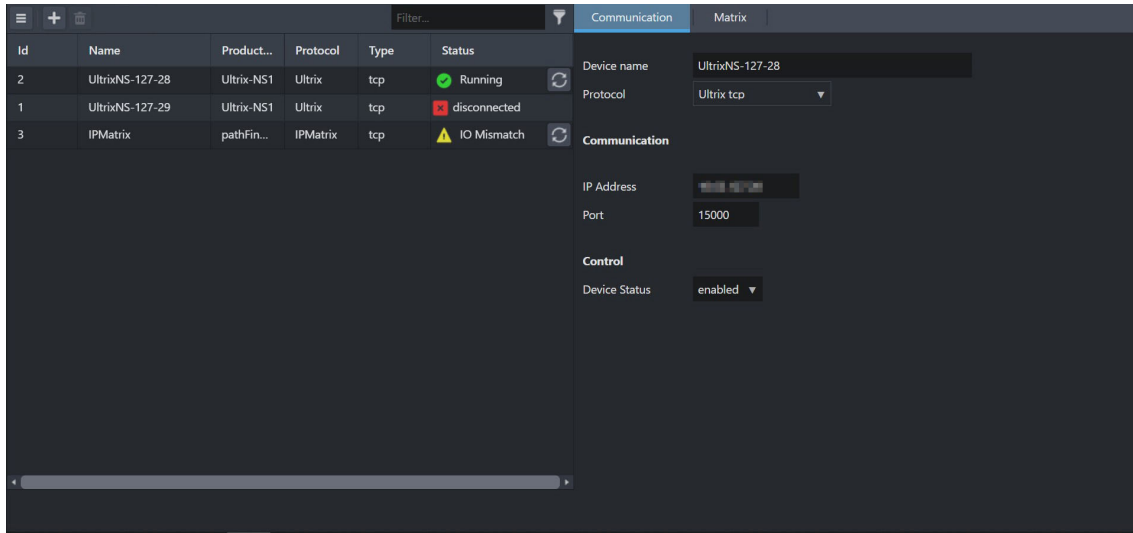 Filter...
Id Name Product... Protocol Type Status
2 UltrixNS-127-28 Ultrix-NS1 Ultrix tcp Running
1 UltrixNS-127-29 Ultrix-NS1 Ultrix tcp disconnected
3 IPMatrix pathFin... IPMatrix tcp IO Mismatch
Communication Matrix
Device name UltrixNS-127-28
Protocol Ultrix tcp
Communication
IP Address
Port 15000
Control
Device Status enabled